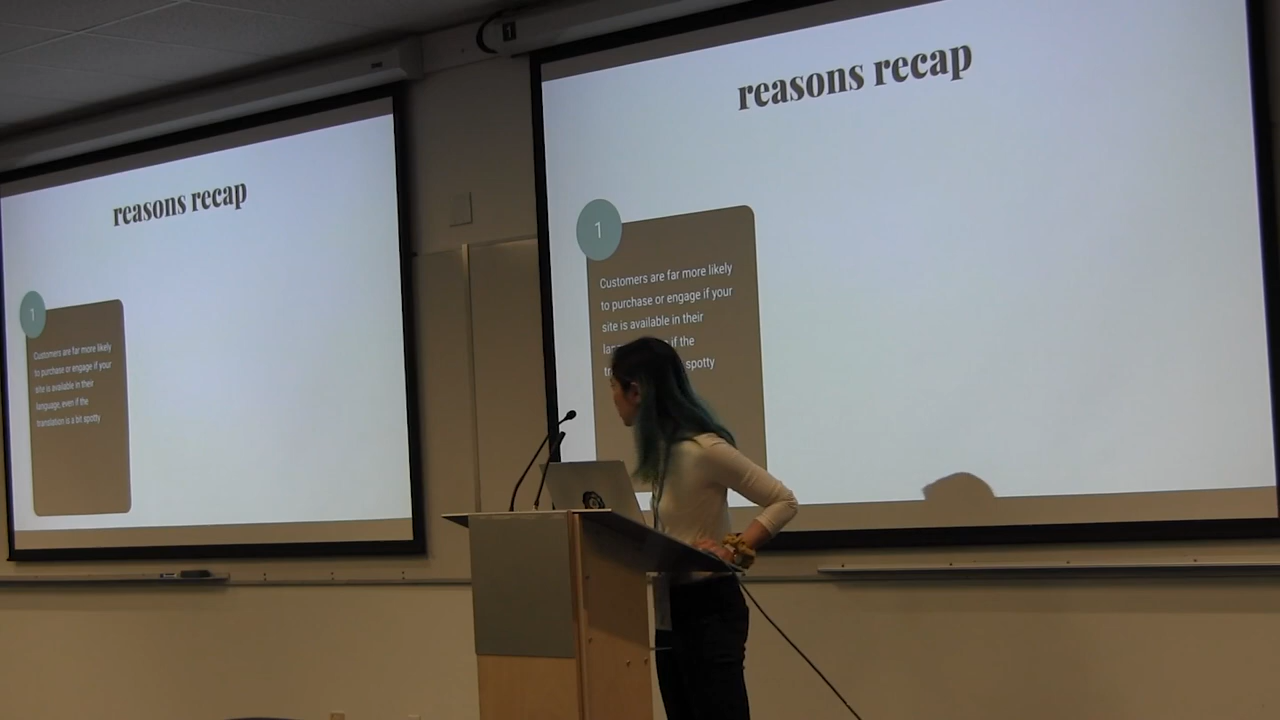 reasons recap
1
Customers are far more likely
to purchase or engage if your
site is available in their
language, even if the
translation is a bit spotty
1
reasons recap
1
Customers are far more likely
to purchase or engage if your
site is available in their
if the
spotty